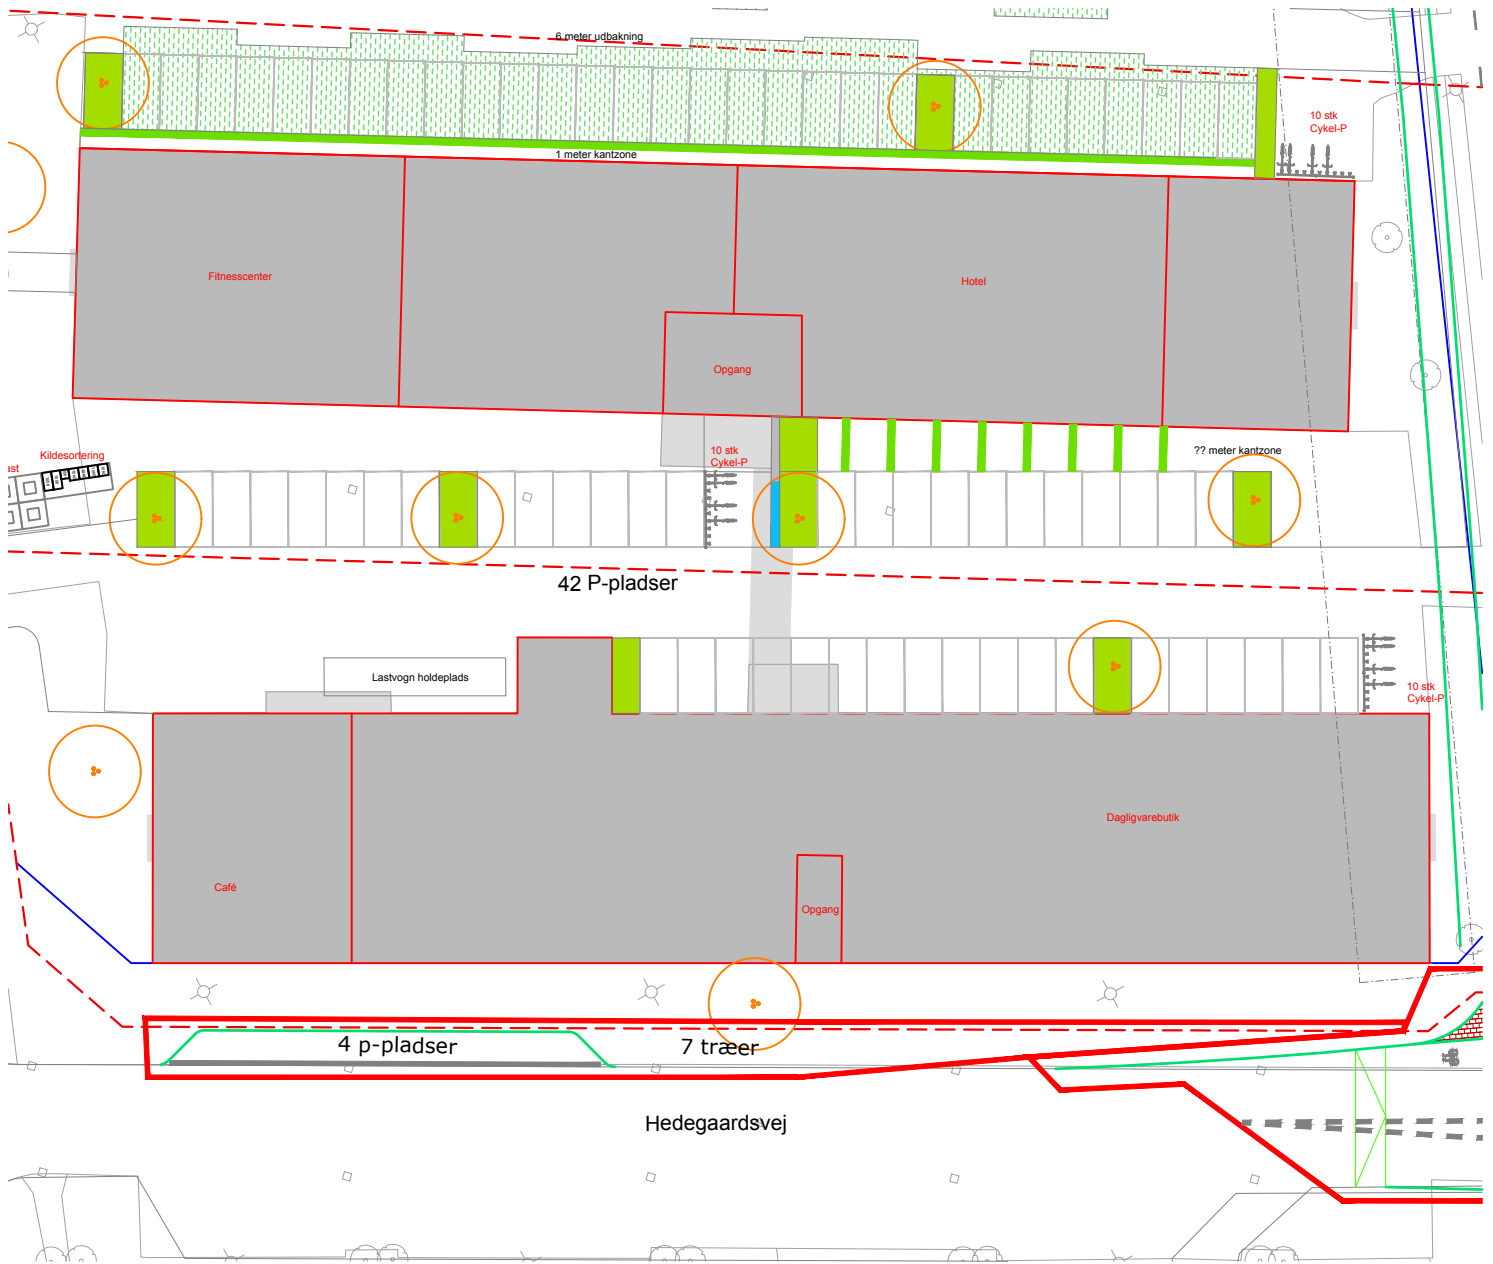 6 meter udbakning
10 stk
Cykel-P
1 meter kantzone
Fitnesscenter
Hotel
Opgang
Kildesortering
ast
10 stk
Cykel-P
?? meter kantzone
42 P-pladser
Lastvogn holdeplads
10 stk
Cykel-P
Dagligvarebutik
Café
Opgang
4 p-pladser
7 træer
Hedegaardsvej